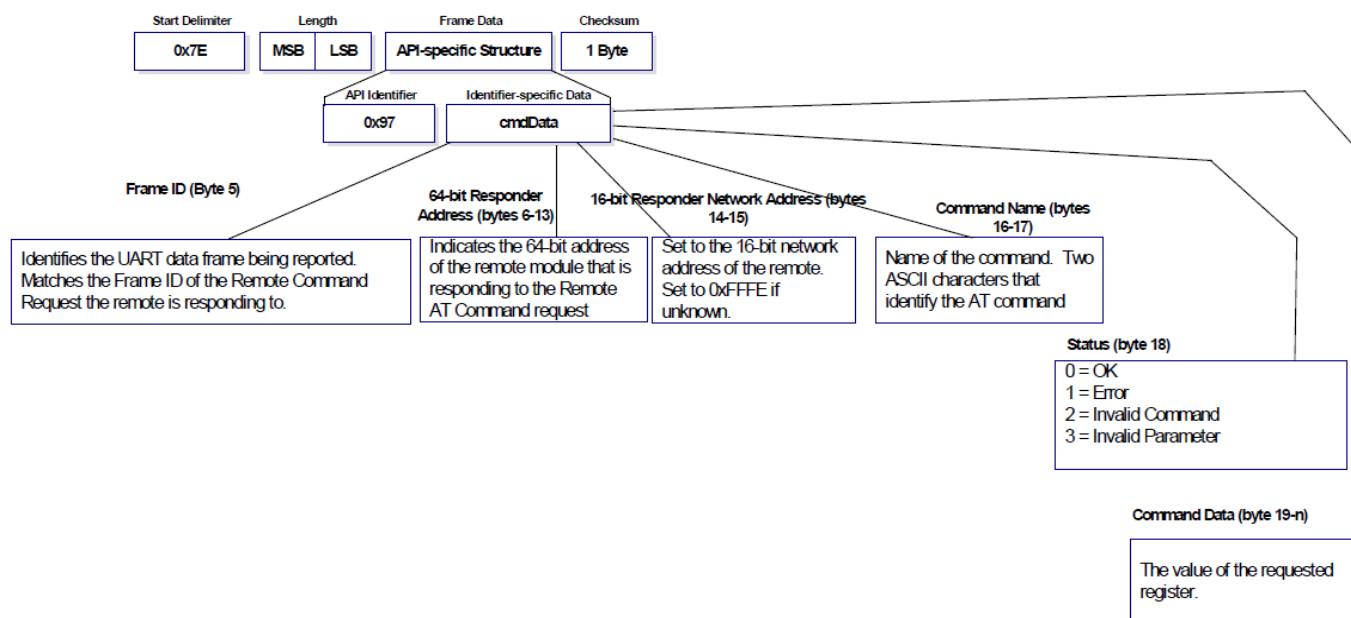 Start Delimiter
Length
Frame Data
Checksum
0x7E
MSB
LSB
API-specific Structure
1 Byte
API Identifier
Identifier-specific Data
0x97
cmdData
Frame ID (Byte 5)
Identifies the UART data frame being reported.
Matches the Frame ID of the Remote Command
Request the remote is responding to.
64-bit Responder
Address (bytes 6-13)
Indicates the 64-bit address
of the remote module that is
responding to the Remote
AT Command request
16-bit Responder Network Address (bytes
14-15)
Set to the 16-bit network
address of the remote.
Set to 0xFFFE if
unknown.
Command Name (bytes
16-17)
Name of the command. Two
ASCII characters that
identify the AT command
Status (byte 18)
0 = OK
1 = Error
2 = Invalid Command
3 = Invalid Parameter
Command Data (byte 19-n)
The value of the requested
register.